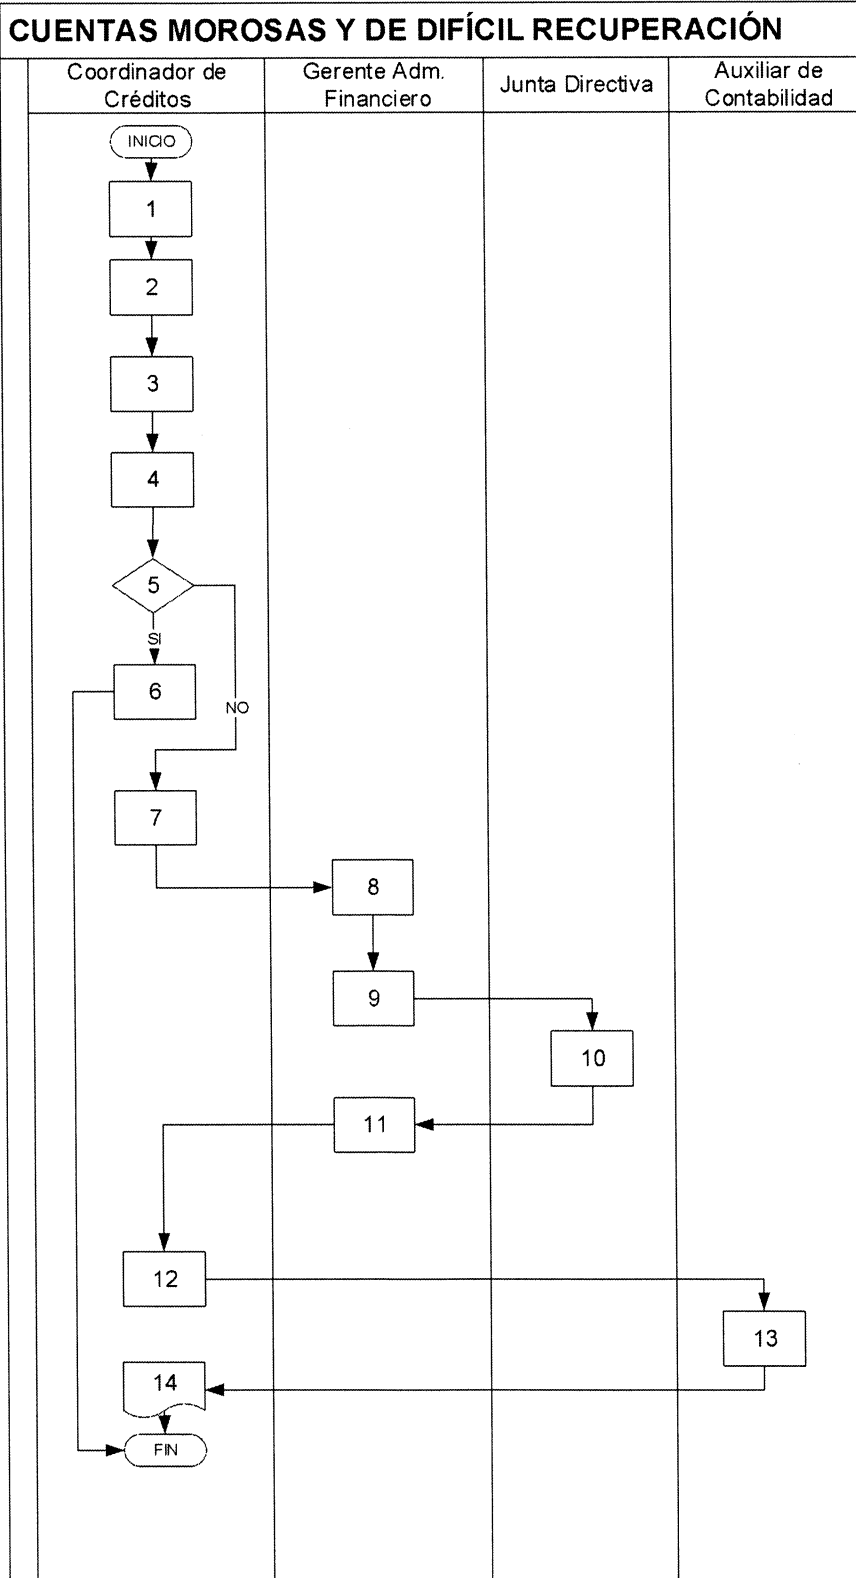 CUENTAS MOROSAS Y DE DIFÍCIL RECUPERACIÓN
Coordinador de
Créditos
Gerente Adm.
Financiero
Junta Directiva
Auxiliar de
Contabilidad
INICIO
1
2
3
4
5
SI
6
NO
7
8
9
10
11
12
13
14
FIN